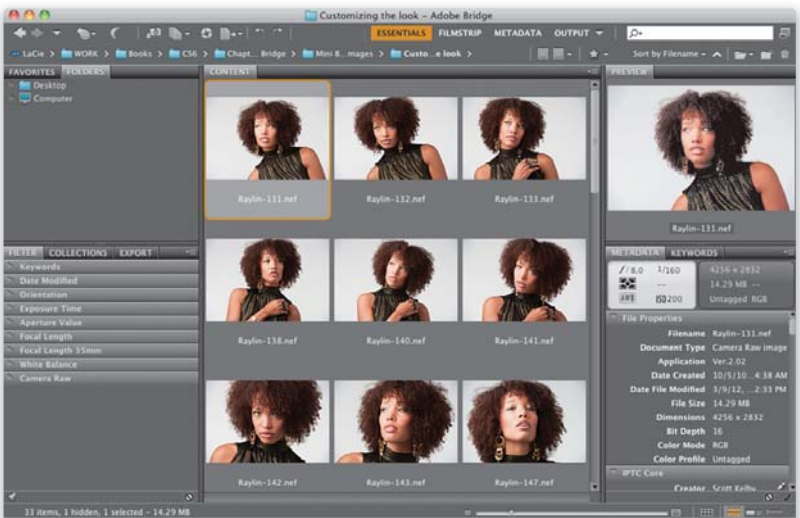 Customizing the look – Adobe Bridge
ESSENTIALS FILMSTRIP METADATA OUTPUT
LaCie > WORK > Books > CS6 > Chapt... Bridge > Mini B...mages > Custo...e look >
Sort by Filename
FAVORITES FOLDERS
Desktop
Computer
FILTER COLLECTIONS EXPORT
Keywords
Date Modified
Orientation
Exposure Time
Aperture Value
Focal Length
Focal Length 35mm
White Balance
Camera Raw
CONTENT
Raylin-131.nef
Raylin-132.nef
Raylin-133.nef
Raylin-138.nef
Raylin-140.nef
Raylin-141.nef
Raylin-142.nef
Raylin-143.nef
Raylin-147.nef
PREVIEW
Raylin-131.nef
METADATA KEYWORDS
f/8.0 1/160
--
AWB ISO200
4256 x 2832
14.29 MB --
Untagged RGB
File Properties
Filename Raylin-131.nef
Document Type Camera Raw image
Application Ver.2.02
Date Created 10/5/10...4:38 AM
Date File Modified 3/9/12, ...2:33 PM
File Size 14.29 MB
Dimensions 4256 x 2832
Bit Depth 16
Color Mode RGB
Color Profile Untagged
IPTC Core
Creator Scott Kelby
33 items, 1 hidden, 1 selected – 14.29 MB